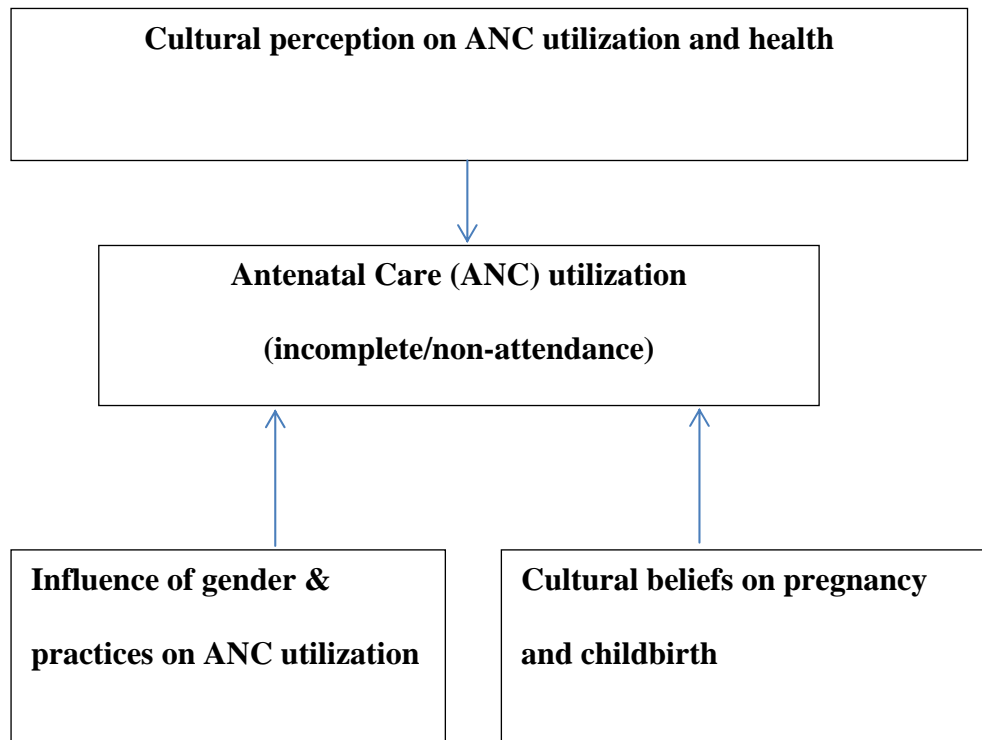 Cultural perception on ANC utilization and health
Antenatal Care (ANC) utilization
(incomplete/non-attendance)
Influence of gender &
practices on ANC utilization
Cultural beliefs on pregnancy
and childbirth